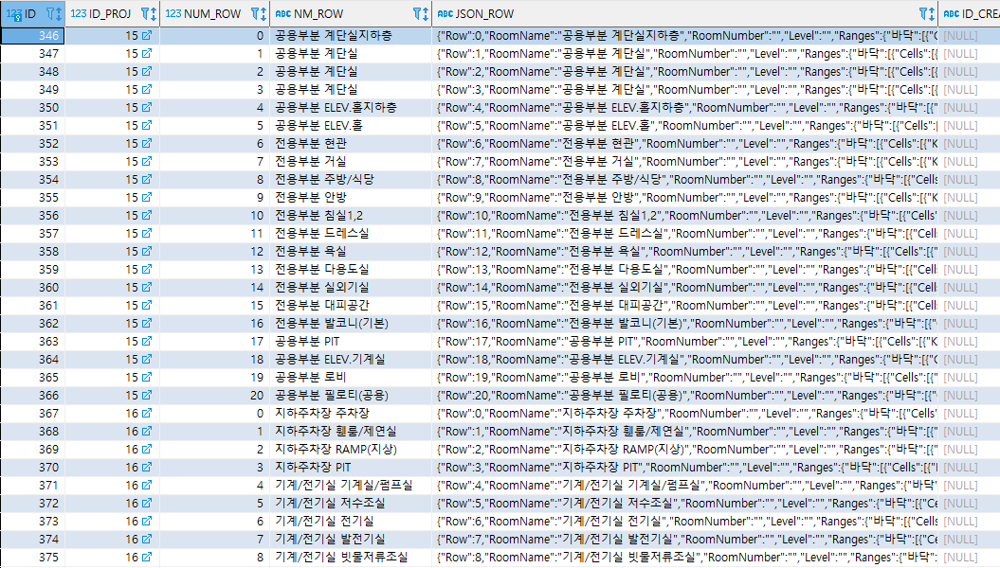 123 ID 123 ID_PROJ 123 NUM_ROW ABC NM_ROW ABC JSON_ROW ABC ID_CREA
346 15 0 공용부분 계단실지하층 {"Row":0,"RoomName":"공용부분 계단실지하층","RoomNumber":"","Level":"","Ranges":{"바닥":[{"C [NULL]
347 15 1 공용부분 계단실 {"Row":1,"RoomName":"공용부분 계단실","RoomNumber":"","Level":"","Ranges":{"바닥":[{"Cells":[{ [NULL]
348 15 2 공용부분 계단실 {"Row":2,"RoomName":"공용부분 계단실","RoomNumber":"","Level":"","Ranges":{"바닥":[{"Cells":[{ [NULL]
349 15 3 공용부분 계단실 {"Row":3,"RoomName":"공용부분 계단실","RoomNumber":"","Level":"","Ranges":{"바닥":[{"Cells":[{ [NULL]
350 15 4 공용부분 ELEV.홀지하층 {"Row":4,"RoomName":"공용부분 ELEV.홀지하층","RoomNumber":"","Level":"","Ranges":{"바닥":[{" [NULL]
351 15 5 공용부분 ELEV.홀 {"Row":5,"RoomName":"공용부분 ELEV.홀","RoomNumber":"","Level":"","Ranges":{"바닥":[{"Cells": [NULL]
352 15 6 전용부분 현관 {"Row":6,"RoomName":"전용부분 현관","RoomNumber":"","Level":"","Ranges":{"바닥":[{"Cells":[{"K [NULL]
353 15 7 전용부분 거실 {"Row":7,"RoomName":"전용부분 거실","RoomNumber":"","Level":"","Ranges":{"바닥":[{"Cells":[{"K [NULL]
354 15 8 전용부분 주방/식당 {"Row":8,"RoomName":"전용부분 주방/식당","RoomNumber":"","Level":"","Ranges":{"바닥":[{"Cells [NULL]
355 15 9 전용부분 안방 {"Row":9,"RoomName":"전용부분 안방","RoomNumber":"","Level":"","Ranges":{"바닥":[{"Cells":[{"K [NULL]
356 15 10 전용부분 침실1,2 {"Row":10,"RoomName":"전용부분 침실1,2","RoomNumber":"","Level":"","Ranges":{"바닥":[{"Cells": [NULL]
357 15 11 전용부분 드레스실 {"Row":11,"RoomName":"전용부분 드레스실","RoomNumber":"","Level":"","Ranges":{"바닥":[{"Cell [NULL]
358 15 12 전용부분 욕실 {"Row":12,"RoomName":"전용부분 욕실","RoomNumber":"","Level":"","Ranges":{"바닥":[{"Cells":[{" [NULL]
359 15 13 전용부분 다용도실 {"Row":13,"RoomName":"전용부분 다용도실","RoomNumber":"","Level":"","Ranges":{"바닥":[{"Cell [NULL]
360 15 14 전용부분 실외기실 {"Row":14,"RoomName":"전용부분 실외기실","RoomNumber":"","Level":"","Ranges":{"바닥":[{"Cell [NULL]
361 15 15 전용부분 대피공간 {"Row":15,"RoomName":"전용부분 대피공간","RoomNumber":"","Level":"","Ranges":{"바닥":[{"Cell [NULL]
362 15 16 전용부분 발코니(기본) {"Row":16,"RoomName":"전용부분 발코니(기본)","RoomNumber":"","Level":"","Ranges":{"바닥":[{"( [NULL]
363 15 17 공용부분 PIT {"Row":17,"RoomName":"공용부분 PIT","RoomNumber":"","Level":"","Ranges":{"바닥":[{"Cells":[{"K [NULL]
364 15 18 공용부분 ELEV.기계실 {"Row":18,"RoomName":"공용부분 ELEV.기계실","RoomNumber":"","Level":"","Ranges":{"바닥":[{"C [NULL]
365 15 19 공용부분 로비 {"Row":19,"RoomName":"공용부분 로비","RoomNumber":"","Level":"","Ranges":{"바닥":[{"Cells":[{ [NULL]
366 15 20 공용부분 필로티(공용) {"Row":20,"RoomName":"공용부분 필로티(공용)","RoomNumber":"","Level":"","Ranges":{"바닥":[{"C [NULL]
367 16 0 지하주차장 주차장 {"Row":0,"RoomName":"지하주차장 주차장","RoomNumber":"","Level":"","Ranges":{"바닥":[{"Cells" [NULL]
368 16 1 지하주차장 휀룸/제연실 {"Row":1,"RoomName":"지하주차장 휀룸/제연실","RoomNumber":"","Level":"","Ranges":{"바닥":[{" [NULL]
369 16 2 지하주차장 RAMP(지상) {"Row":2,"RoomName":"지하주차장 RAMP(지상)","RoomNumber":"","Level":"","Ranges":{"바닥":[{" [NULL]
370 16 3 지하주차장 PIT {"Row":3,"RoomName":"지하주차장 PIT","RoomNumber":"","Level":"","Ranges":{"바닥":[{"Cells":[{" [NULL]
371 16 4 기계/전기실 기계실/펌프실 {"Row":4,"RoomName":"기계/전기실 기계실/펌프실","RoomNumber":"","Level":"","Ranges":{"바닥" [NULL]
372 16 5 기계/전기실 저수조실 {"Row":5,"RoomName":"기계/전기실 저수조실","RoomNumber":"","Level":"","Ranges":{"바닥":[{"Ce [NULL]
373 16 6 기계/전기실 전기실 {"Row":6,"RoomName":"기계/전기실 전기실","RoomNumber":"","Level":"","Ranges":{"바닥":[{"Cells [NULL]
374 16 7 기계/전기실 발전기실 {"Row":7,"RoomName":"기계/전기실 발전기실","RoomNumber":"","Level":"","Ranges":{"바닥":[{"Ce [NULL]
375 16 8 기계/전기실 빗물저류조실 {"Row":8,"RoomName":"기계/전기실 빗물저류조실","RoomNumber":"","Level":"","Ranges":{"바닥":[ [NULL]